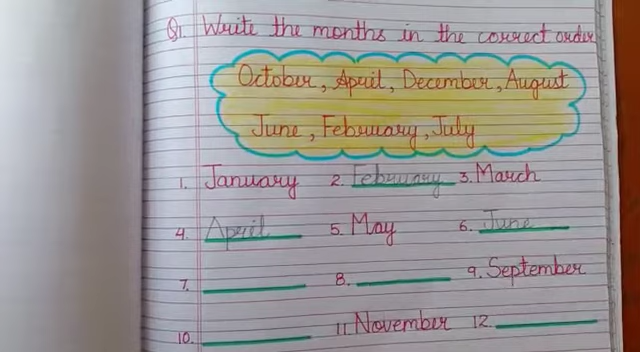 Q1. Write the months in the correct order
October, April, December, August
June, February, July
1. January 2. February 3. March
4. April 5. May 6. June
7. 8. 9. September
10. 11. November 12.